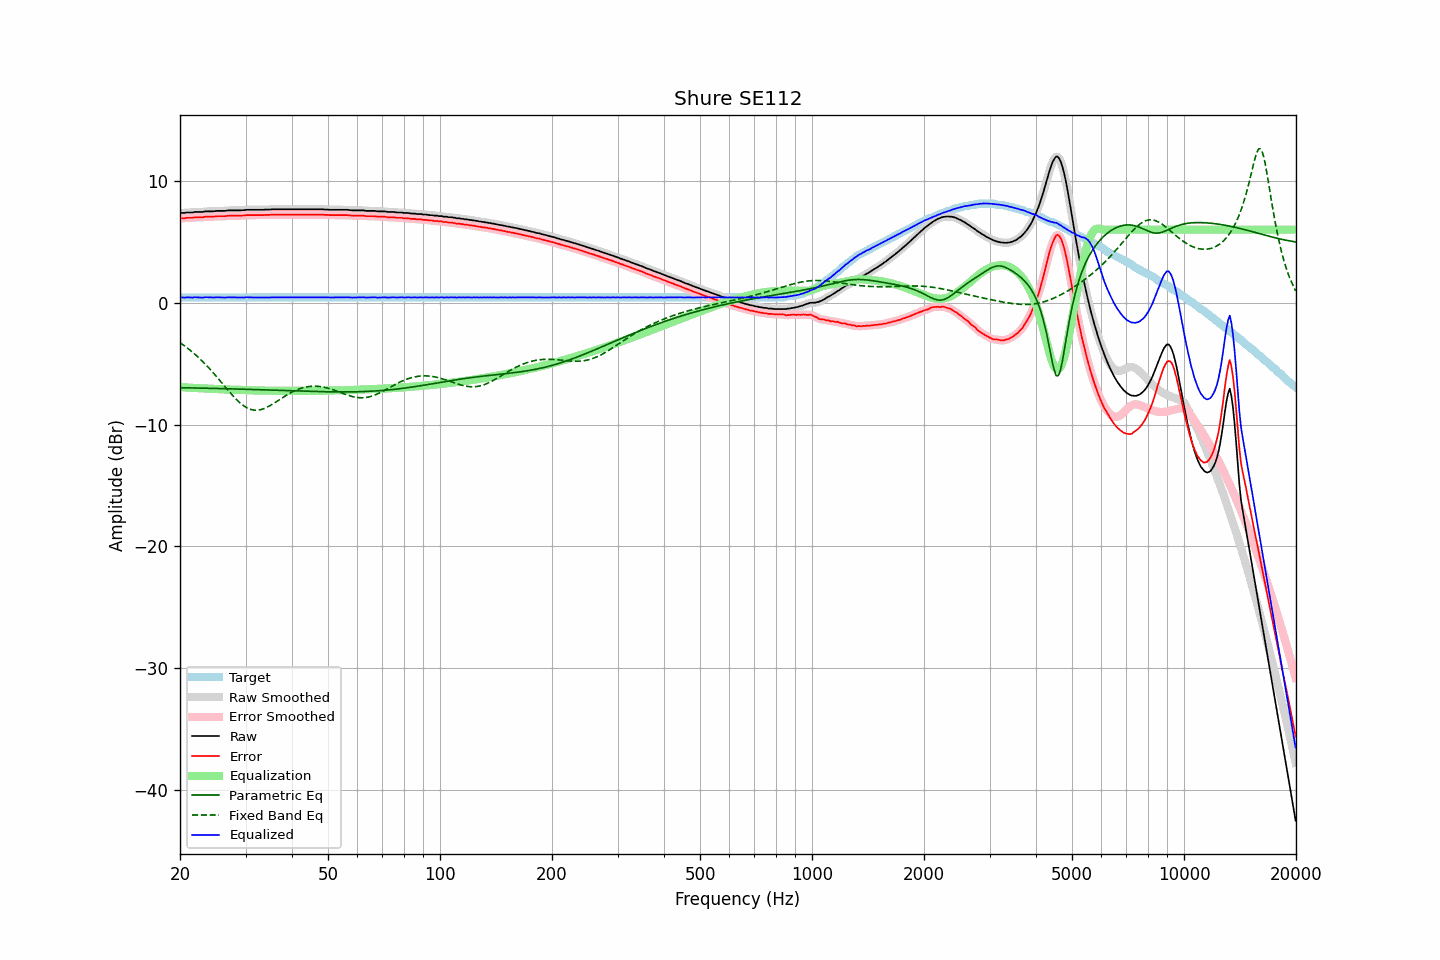 Shure SE112
10
0
−10
−20
−30
−40
Amplitude (dBr)
Target
Raw Smoothed
Error Smoothed
Raw
Error
Equalization
Parametric Eq
Fixed Band Eq
Equalized
20 50 100 200 500 1000 2000 5000 10000 20000
Frequency (Hz)